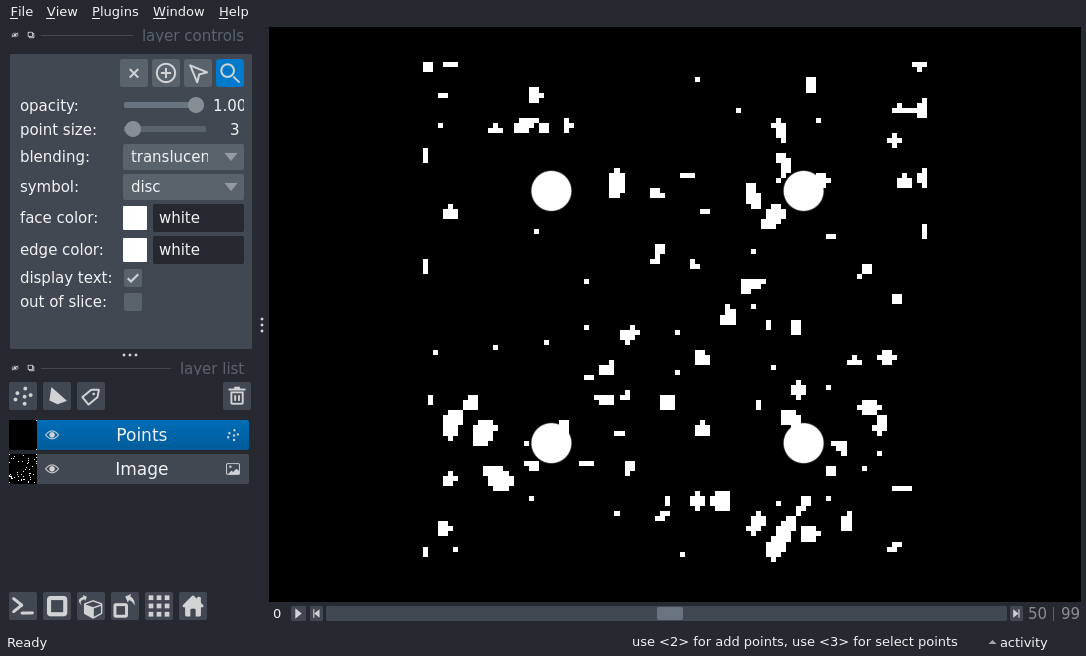 File View Plugins Window Help
layer controls
opacity: 1.00
point size: 3
blending: translucen
symbol: disc
face color: white
edge color: white
display text:
out of slice:
layer list
Points
Image
0 50 | 99
Ready use <2> for add points, use <3> for select points activity